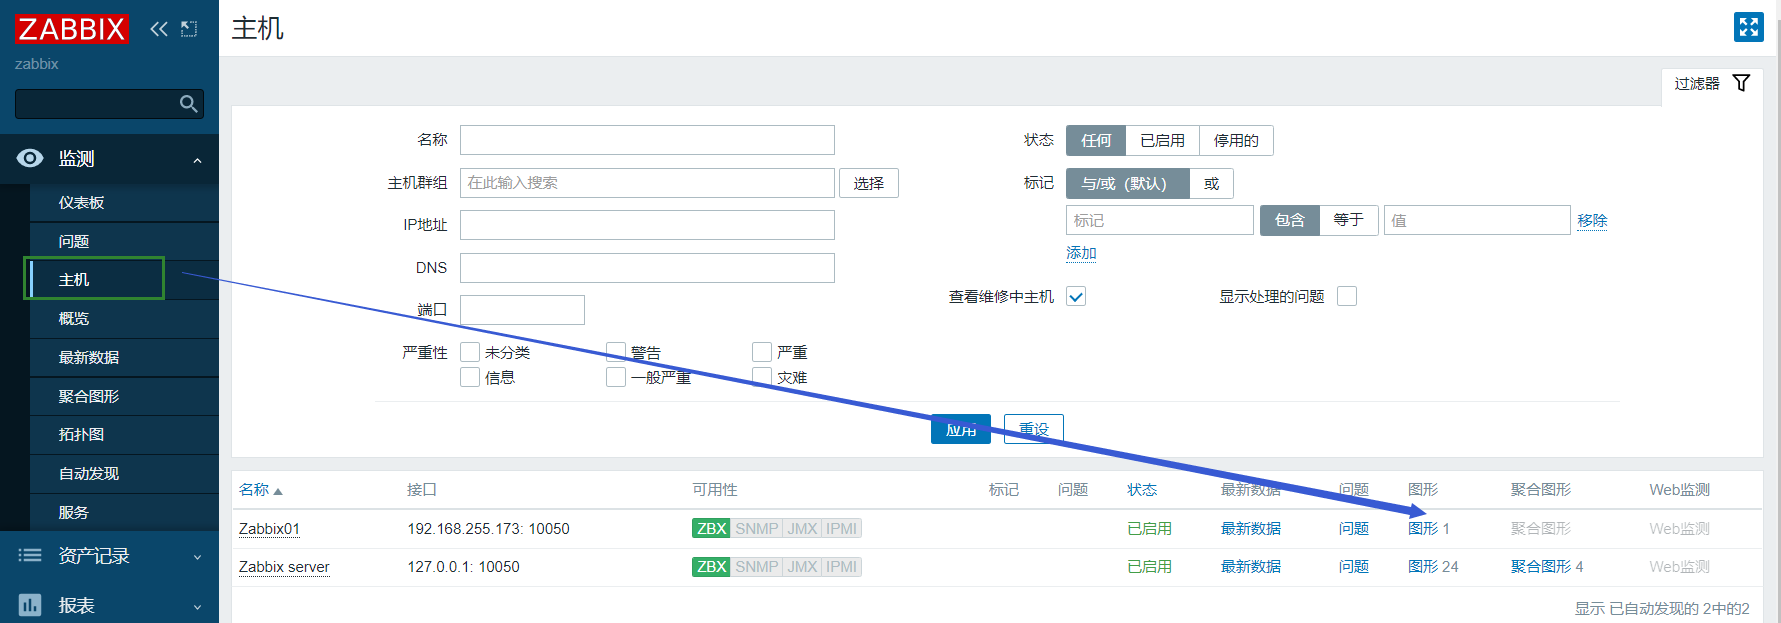 ZABBIX
zabbix
监测
仪表板
问题
主机
概览
最新数据
聚合图形
拓扑图
自动发现
服务
资产记录
报表
主机
过滤器
名称
主机群组 在此输入搜索 选择
IP地址
DNS
端口
严重性 未分类 警告 严重
信息 一般严重 灾难
状态 任何 已启用 停用的
标记 与/或（默认） 或
标记 包含 等于 值 移除
添加
查看维修中主机 显示处理的问题
应用 重设
名称 接口 可用性 标记 问题 状态 最新数据 问题 图形 聚合图形 Web监测
Zabbix01 192.168.255.173: 10050 ZBX SNMP JMX IPMI 已启用 最新数据 问题 图形 1 聚合图形 Web监测
Zabbix server 127.0.0.1: 10050 ZBX SNMP JMX IPMI 已启用 最新数据 问题 图形 24 聚合图形 4 Web监测
显示 已自动发现的 2中的2